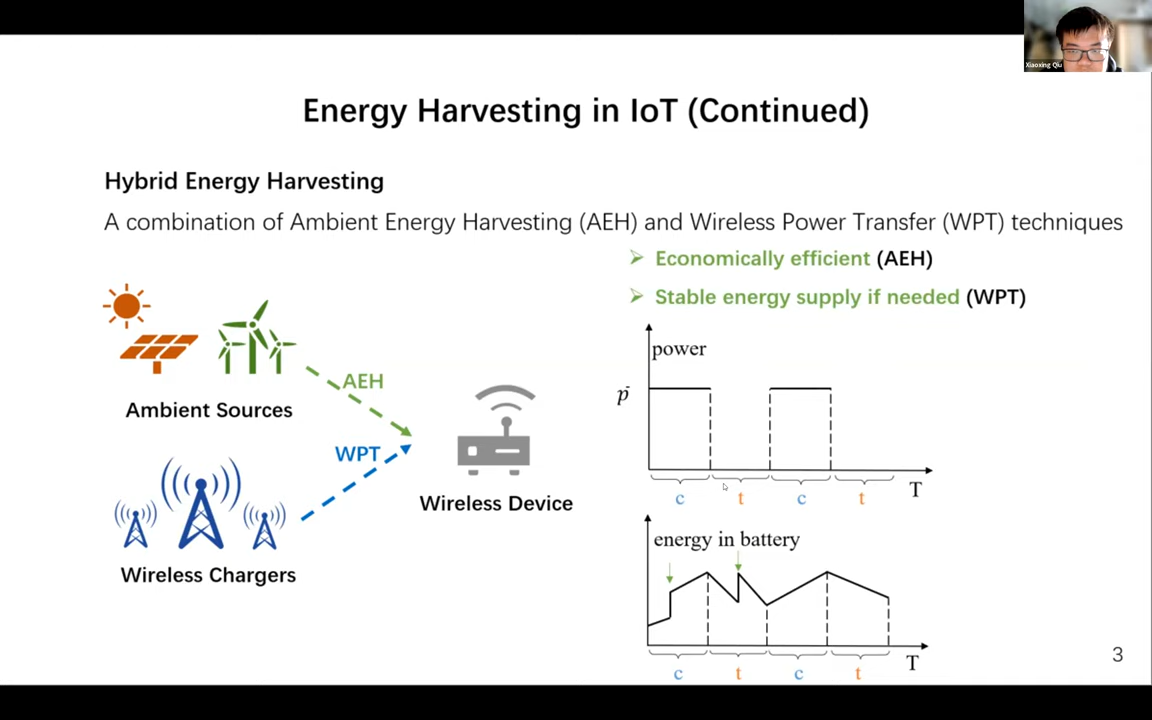 Xiaoxing Qiu
Energy Harvesting in IoT (Continued)
Hybrid Energy Harvesting
A combination of Ambient Energy Harvesting (AEH) and Wireless Power Transfer (WPT) techniques
Economically efficient (AEH)
Stable energy supply if needed (WPT)
AEH
Ambient Sources
WPT
Wireless Device
Wireless Chargers
power
p̄
c t c t T
energy in battery
c t c t T
3